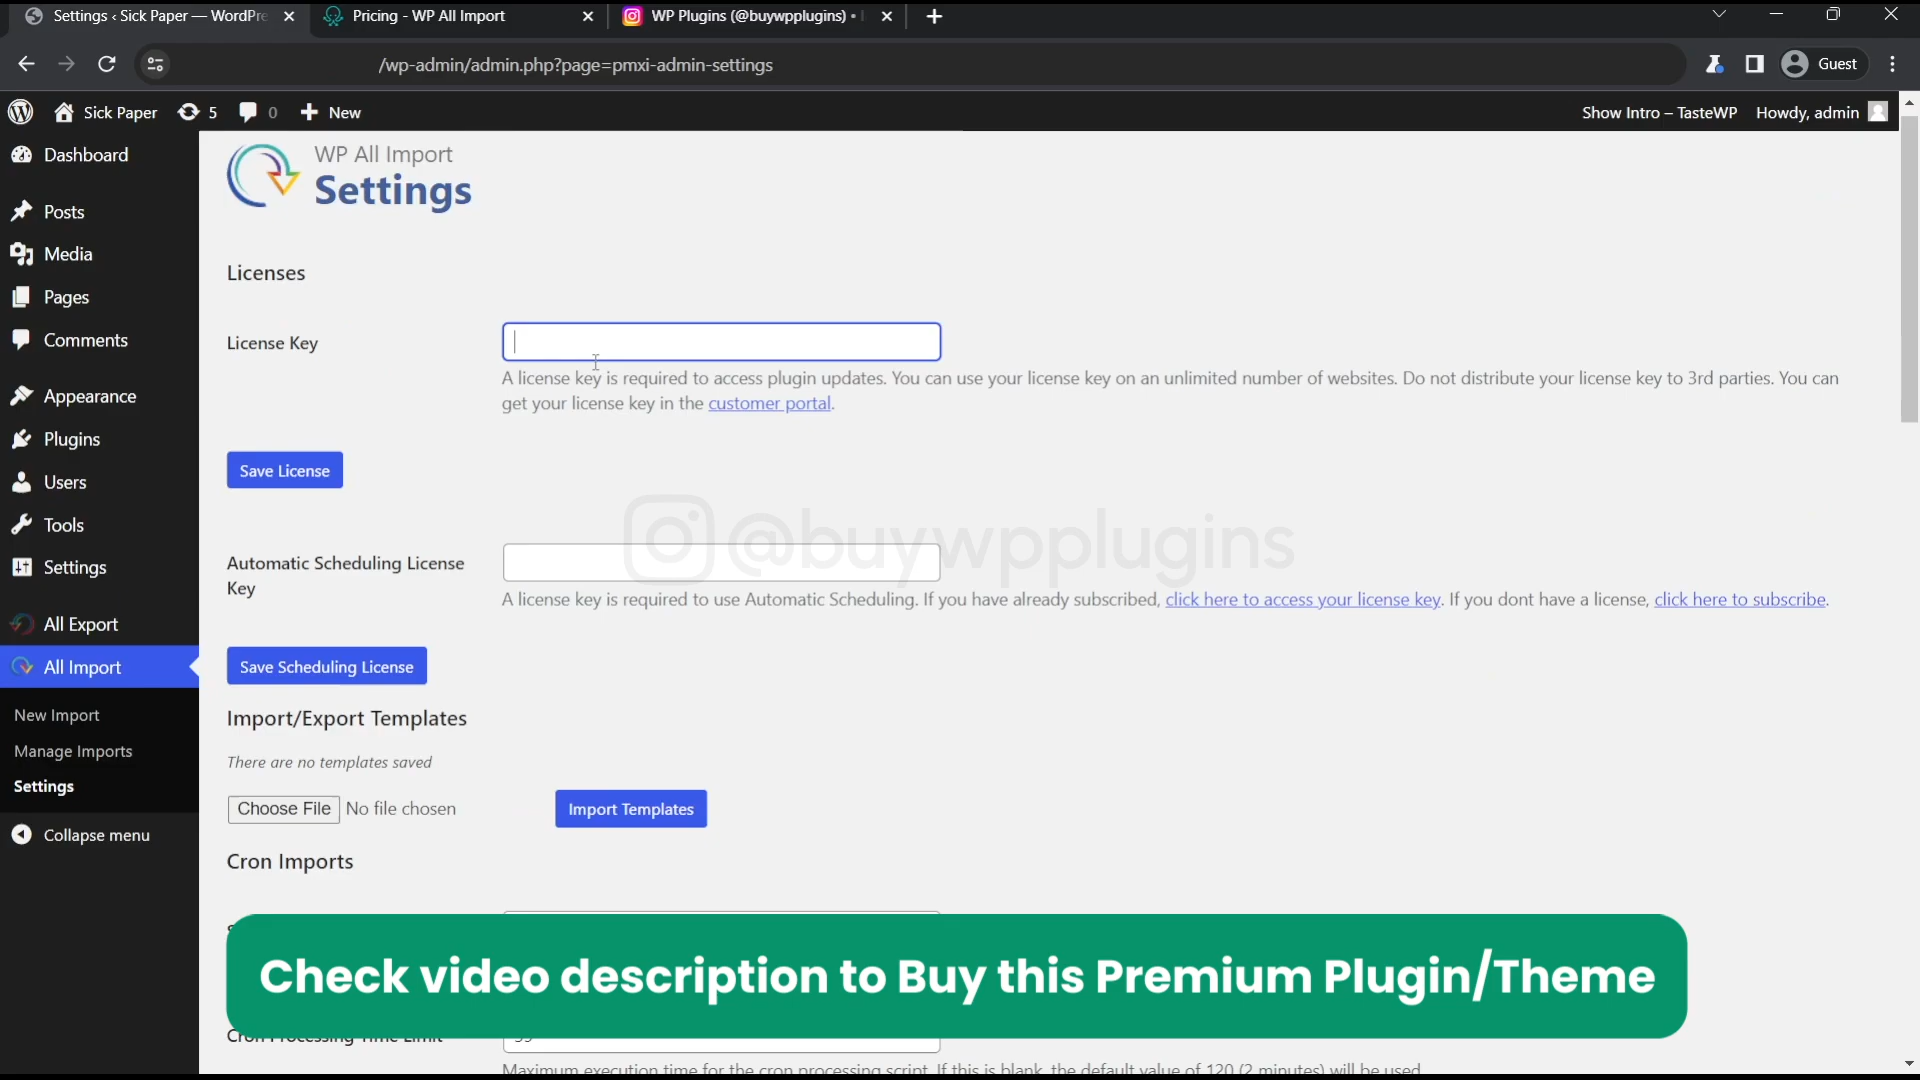 Settings ‹ Sick Paper — WordPre
Pricing - WP All Import
WP Plugins (@buywpplugins) •
/wp-admin/admin.php?page=pmxi-admin-settings
Guest
Sick Paper
5
0
New
Show Intro – TasteWP
Howdy, admin
Dashboard
Posts
Media
Pages
Comments
Appearance
Plugins
Users
Tools
Settings
All Export
All Import
New Import
Manage Imports
Settings
Collapse menu
WP All Import
Settings
Licenses
License Key
A license key is required to access plugin updates. You can use your license key on an unlimited number of websites. Do not distribute your license key to 3rd parties. You can
get your license key in the customer portal.
Save License
@buywpplugins
Automatic Scheduling License
Key
A license key is required to use Automatic Scheduling. If you have already subscribed, click here to access your license key. If you dont have a license, click here to subscribe.
Save Scheduling License
Import/Export Templates
There are no templates saved
Choose File No file chosen
Import Templates
Cron Imports
Check video description to Buy this Premium Plugin/Theme
Cron Processing Time Limit
Maximum execution time for the cron processing script. If this is blank, the default value of 120 (2 minutes) will be used.